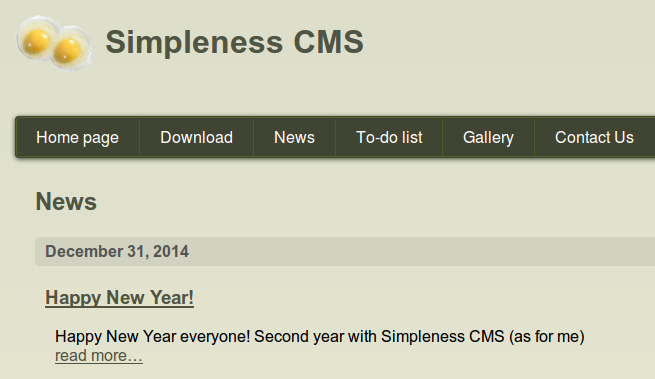 Simpleness CMS
Home page Download News To-do list Gallery Contact Us
News
December 31, 2014
Happy New Year!
Happy New Year everyone! Second year with Simpleness CMS (as for me)
read more…